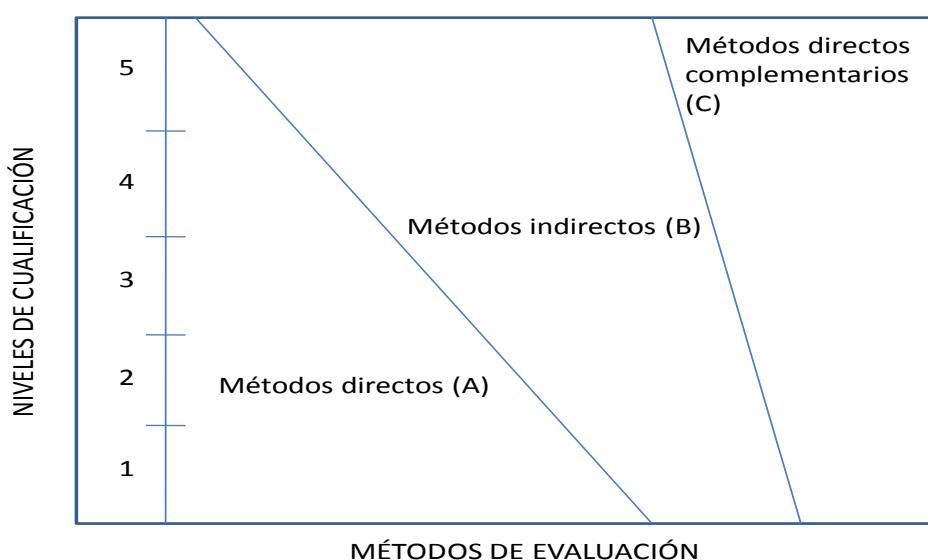 Métodos directos
complementarios
(C)
5
4
Métodos indirectos (B)
3
2
Métodos directos (A)
1
NIVELES DE CUALIFICACIÓN
MÉTODOS DE EVALUACIÓN